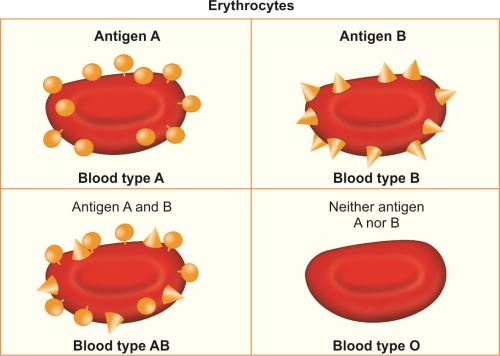 Erythrocytes
Antigen A
Blood type A
Antigen B
Blood type B
Antigen A and B
Blood type AB
Neither antigen
A nor B
Blood type O